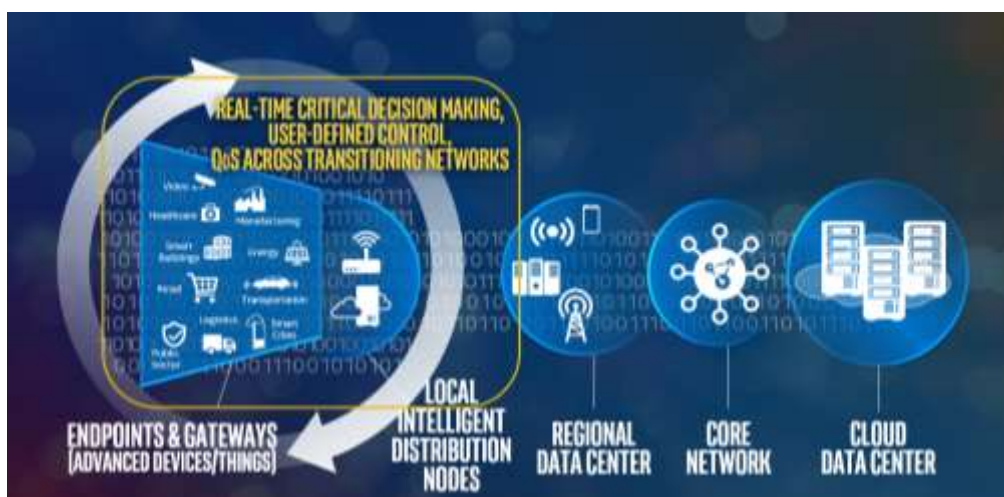 REAL-TIME CRITICAL DECISION MAKING,
USER-DEFINED CONTROL,
QoS ACROSS TRANSITIONING NETWORKS
Video
Healthcare
Manufacturing
Smart
Buildings
Energy
Retail
Transportation
Logistics
Smart
Cities
Public
Sector
ENDPOINTS & GATEWAYS
(ADVANCED DEVICES/THINGS)
LOCAL
INTELLIGENT
DISTRIBUTION
NODES
REGIONAL
DATA CENTER
CORE
NETWORK
CLOUD
DATA CENTER